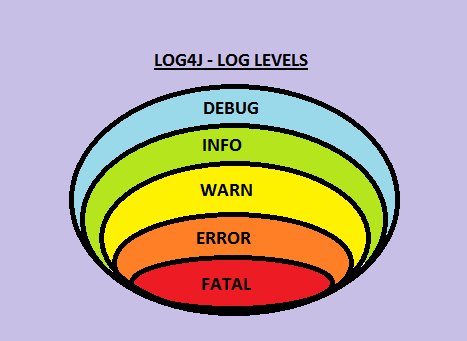 LOG4J - LOG LEVELS
DEBUG
INFO
WARN
ERROR
FATAL